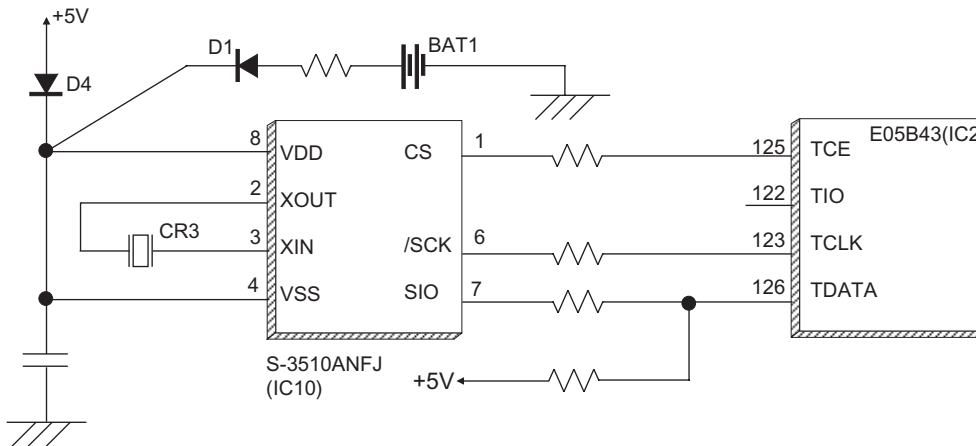 +5V
D1
BAT1
D4
E05B43(IC2
8
VDD
CS
1
125
TCE
2
XOUT
122
TIO
CR3
3
XIN
/SCK
6
123
TCLK
4
VSS
SIO
7
126
TDATA
S-3510ANFJ
(IC10)
+5V